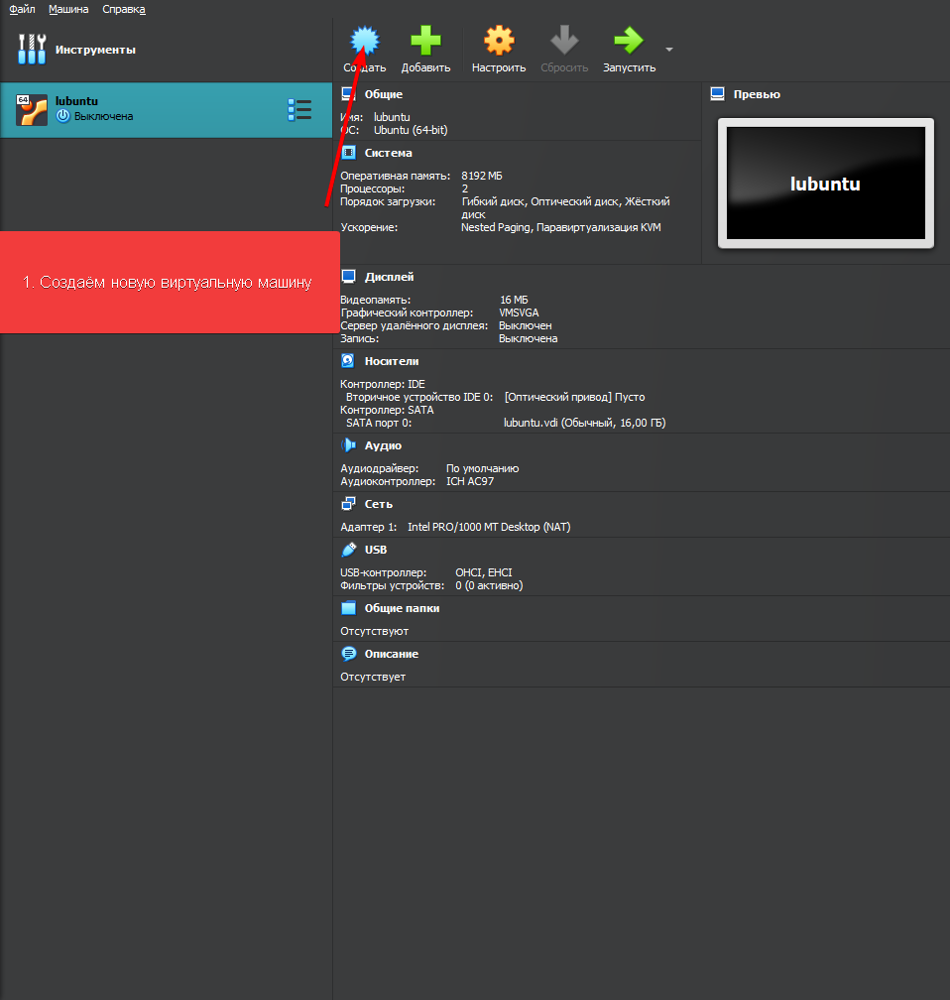 Файл Машина Справка
Инструменты
Создать Добавить Настроить Сбросить Запустить
64
lubuntu
Выключена
1. Создаём новую виртуальную машину
Общие
Имя: lubuntu
ОС: Ubuntu (64-bit)
Превью
lubuntu
Система
Оперативная память: 8192 МБ
Процессоры: 2
Порядок загрузки: Гибкий диск, Оптический диск, Жёсткий
диск
Ускорение: Nested Paging, Паравиртуализация KVM
Дисплей
Видеопамять: 16 МБ
Графический контроллер: VMSVGA
Сервер удалённого дисплея: Выключен
Запись: Выключена
Носители
Контроллер: IDE
Вторичное устройство IDE 0: [Оптический привод] Пусто
Контроллер: SATA
SATA порт 0: lubuntu.vdi (Обычный, 16,00 ГБ)
Аудио
Аудиодрайвер: По умолчанию
Аудиоконтроллер: ICH AC97
Сеть
Адаптер 1: Intel PRO/1000 MT Desktop (NAT)
USB
USB-контроллер: OHCI, EHCI
Фильтры устройств: 0 (0 активно)
Общие папки
Отсутствуют
Описание
Отсутствует